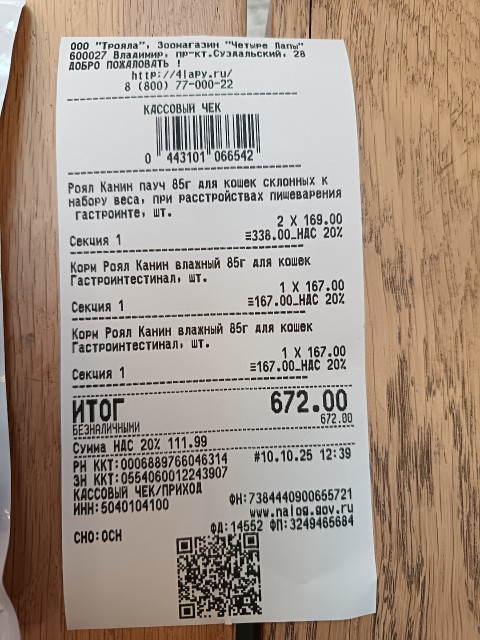 ООО "Трояла", Зоомагазин "Четыре Лапы"
600027 Владимир, пр-кт.Суздальский, 28
ДОБРО ПОЖАЛОВАТЬ !
http://4lapy.ru/
8 (800) 77-000-22
КАССОВЫЙ ЧЕК
0 443101 066542
Роял Канин пауч 85г для кошек склонных к
набору веса, при расстройствах пищеварения
гастроинте, шт.
2 X 169.00
Секция 1 ≡338.00_НДС 20%
Корм Роял Канин влажный 85г для кошек
Гастроинтестинал, шт.
1 X 167.00
Секция 1 ≡167.00_НДС 20%
Корм Роял Канин влажный 85г для кошек
Гастроинтестинал, шт.
1 X 167.00
Секция 1 ≡167.00_НДС 20%
ИТОГ 672.00
БЕЗНАЛИЧНЫМИ 672.00
Сумма НДС 20% 111.99
РН ККТ:0006889766046314 #10.10.25 12:39
ЗН ККТ:0554060012243907
КАССОВЫЙ ЧЕК/ПРИХОД
ИНН:5040104100 ФН:7384440900655721
www.nalog.gov.ru
СНО:ОСН ФД:14552 ФП:3249465684